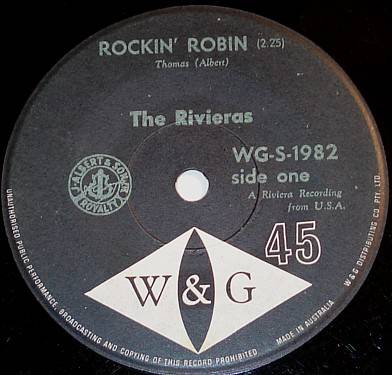 ROCKIN' ROBIN (2.25)
Thomas (Albert)
The Rivieras
J. ALBERT & SON
ROYALTY
WG-S-1982
side one
A Riviera Recording
from U.S.A.
45
W & G
UNAUTHORISED PUBLIC PERFORMANCE, BROADCASTING AND COPYING OF THIS RECORD PROHIBITED
MADE IN AUSTRALIA
W & G DISTRIBUTING CO. PTY. LTD.